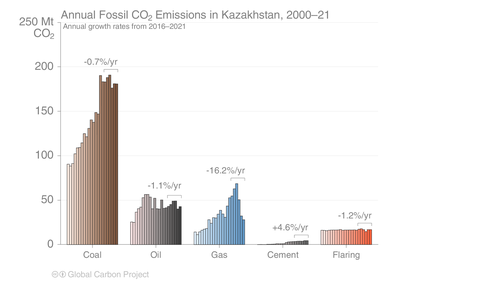 Annual Fossil CO₂ Emissions in Kazakhstan, 2000–21
Annual growth rates from 2016–2021
250 Mt
CO₂
200
150
100
50
0
-0.7%/yr
-1.1%/yr
-16.2%/yr
+4.6%/yr
-1.2%/yr
Coal Oil Gas Cement Flaring
Global Carbon Project